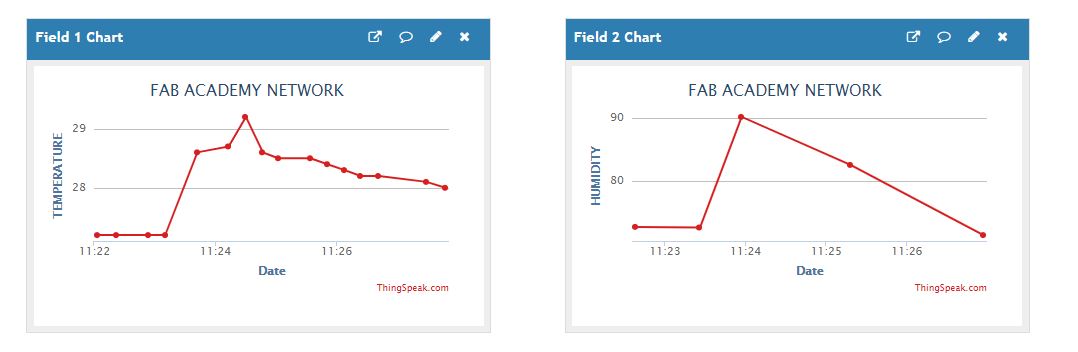 Field 1 Chart
FAB ACADEMY NETWORK
29
28
TEMPERATURE
11:22 11:24 11:26
Date
ThingSpeak.com
Field 2 Chart
FAB ACADEMY NETWORK
90
80
HUMIDITY
11:23 11:24 11:25 11:26
Date
ThingSpeak.com